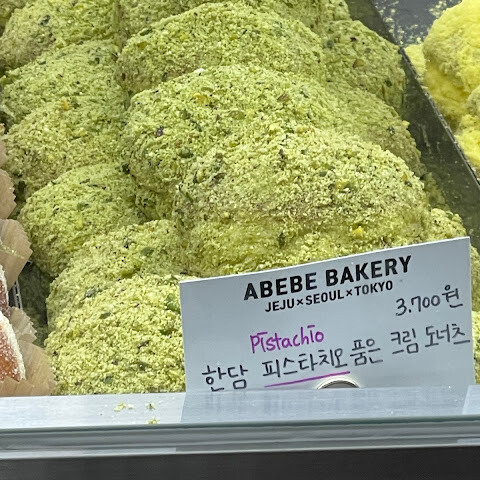 ABEBE BAKERY
JEJU×SEOUL×TOKYO
3.700원
Pistachio
한담 피스타치오 품은 크림 도너츠